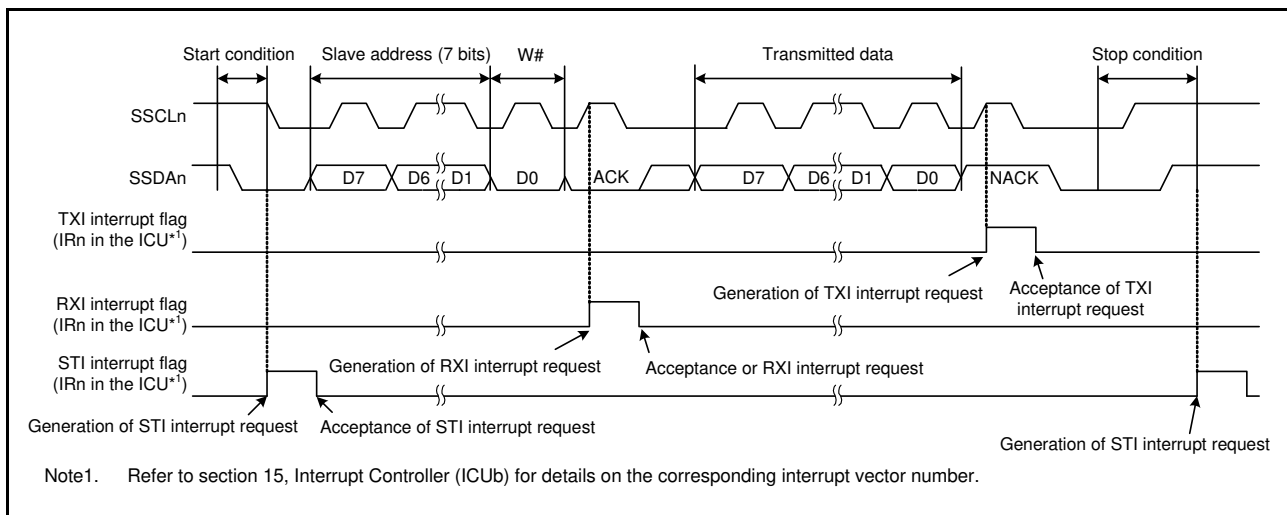 Start condition Slave address (7 bits) W# Transmitted data Stop condition
SSCLn
SSDAn D7 D6 D1 D0 ACK D7 D6 D1 D0 NACK
TXI interrupt flag
(IRn in the ICU*1)
Generation of TXI interrupt request
Acceptance of TXI
interrupt request
RXI interrupt flag
(IRn in the ICU*1)
Generation of RXI interrupt request
Acceptance or RXI interrupt request
STI interrupt flag
(IRn in the ICU*1)
Generation of STI interrupt request
Acceptance of STI interrupt request
Generation of STI interrupt request
Note1. Refer to section 15, Interrupt Controller (ICUb) for details on the corresponding interrupt vector number.